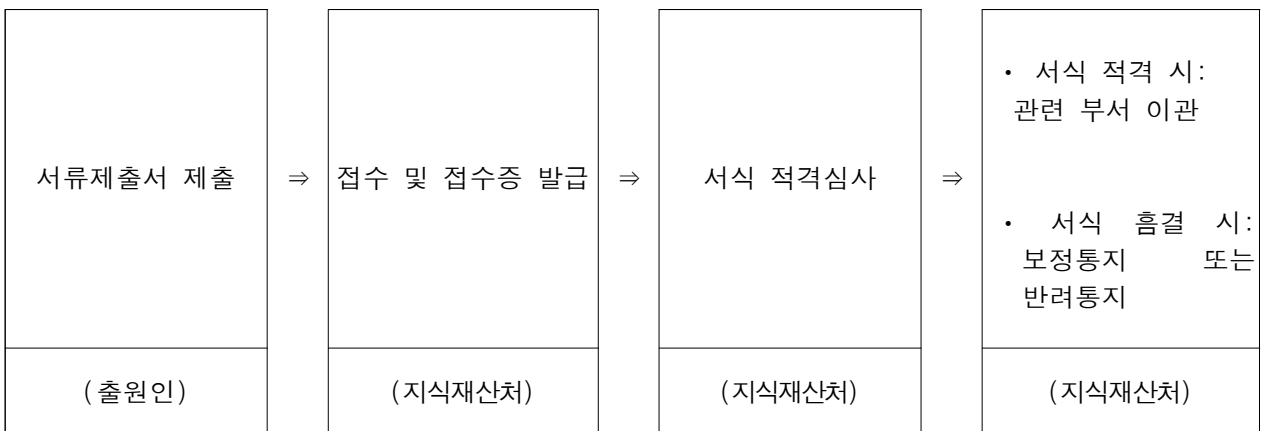 서류제출서 제출
⇒
접수 및 접수증 발급
⇒
서식 적격심사
⇒
• 서식 적격 시:
관련 부서 이관
• 서식 흠결 시:
보정통지 또는
반려통지
(출원인)
(지식재산처)
(지식재산처)
(지식재산처)